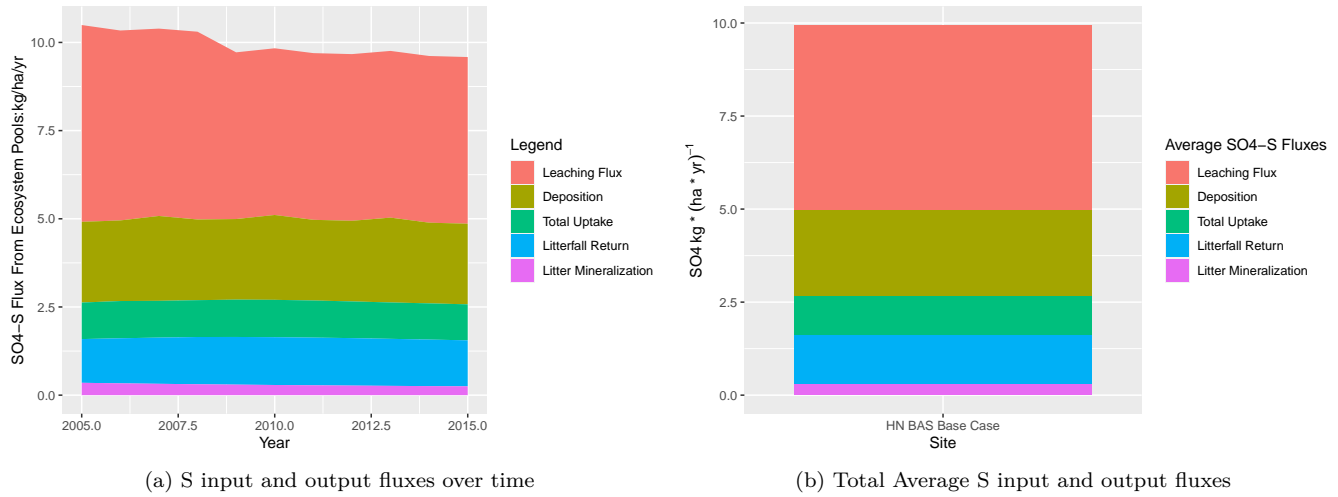 SO4−S Flux From Ecosystem Pools:kg/ha/yr
10.0
7.5
5.0
2.5
0.0
2005.0 2007.5 2010.0 2012.5 2015.0
Year
Legend
Leaching Flux
Deposition
Total Uptake
Litterfall Return
Litter Mineralization
(a) S input and output fluxes over time
SO4 kg * (ha * yr)⁻¹
10.0
7.5
5.0
2.5
0.0
HN BAS Base Case
Site
Average SO4−S Fluxes
Leaching Flux
Deposition
Total Uptake
Litterfall Return
Litter Mineralization
(b) Total Average S input and output fluxes